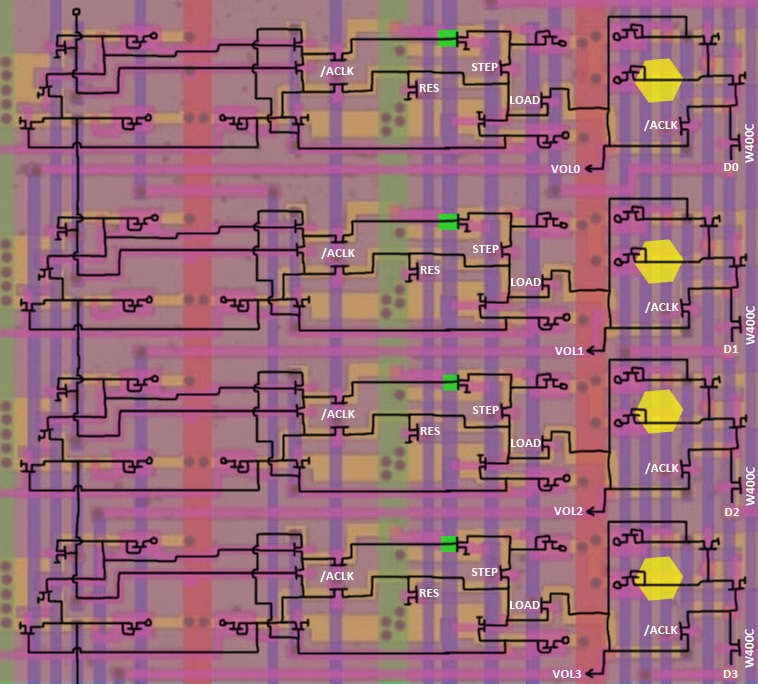 /ACLK
STEP
RES
LOAD
/ACLK
W400C
VOL0
D0
/ACLK
STEP
RES
LOAD
/ACLK
W400C
VOL1
D1
/ACLK
STEP
RES
LOAD
/ACLK
W400C
VOL2
D2
/ACLK
STEP
RES
LOAD
/ACLK
W400C
VOL3
D3